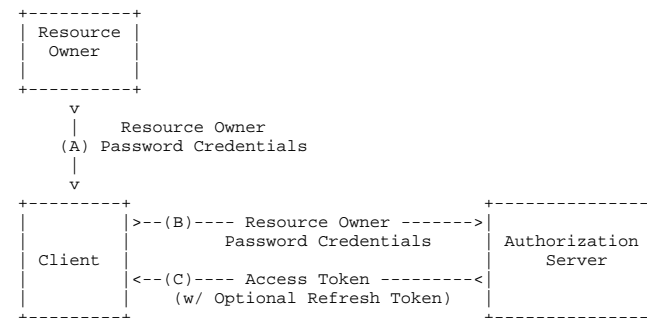 Resource
Owner
v
Resource Owner
(A) Password Credentials
v
>--(B)---- Resource Owner ------->
Password Credentials
Authorization
Client
Server
<--(C)---- Access Token ---------<
(w/ Optional Refresh Token)